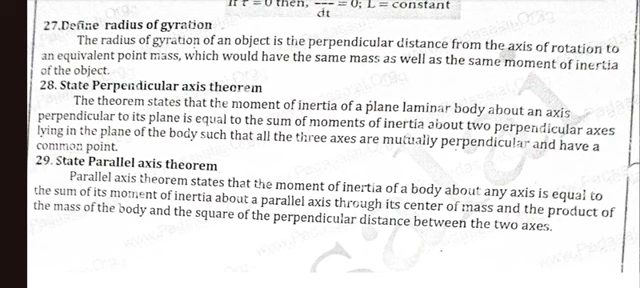 If τ = 0 then, = 0; L = constant
dt
27.Define radius of gyration
The radius of gyration of an object is the perpendicular distance from the axis of rotation to
an equivalent point mass, which would have the same mass as well as the same moment of inertia
of the object.
28. State Perpendicular axis theorem
The theorem states that the moment of inertia of a plane laminar body about an axis
perpendicular to its plane is equal to the sum of moments of inertia about two perpendicular axes
lying in the plane of the body such that all the three axes are mutually perpendicular and have a
common point.
29. State Parallel axis theorem
Parallel axis theorem states that the moment of inertia of a body about any axis is equal to
the sum of its moment of inertia about a parallel axis through its center of mass and the product of
the mass of the body and the square of the perpendicular distance between the two axes.